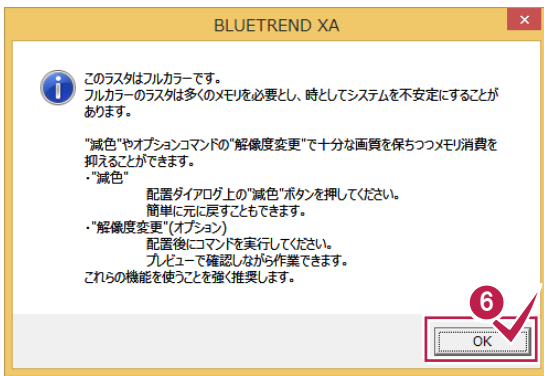 BLUETREND XA
このラスタはフルカラーです。
フルカラーのラスタは多くのメモリを必要とし、時としてシステムを不安定にすることが
あります。
"減色"やオプションコマンドの"解像度変更"で十分な画質を保ちつつメモリ消費を
抑えることができます。
・"減色"
配置ダイアログ上の"減色"ボタンを押してください。
簡単に元に戻すこともできます。
・"解像度変更"(オプション)
配置後にコマンドを実行してください。
プレビューで確認しながら作業できます。
これらの機能を使うことを強く推奨します。
6
OK